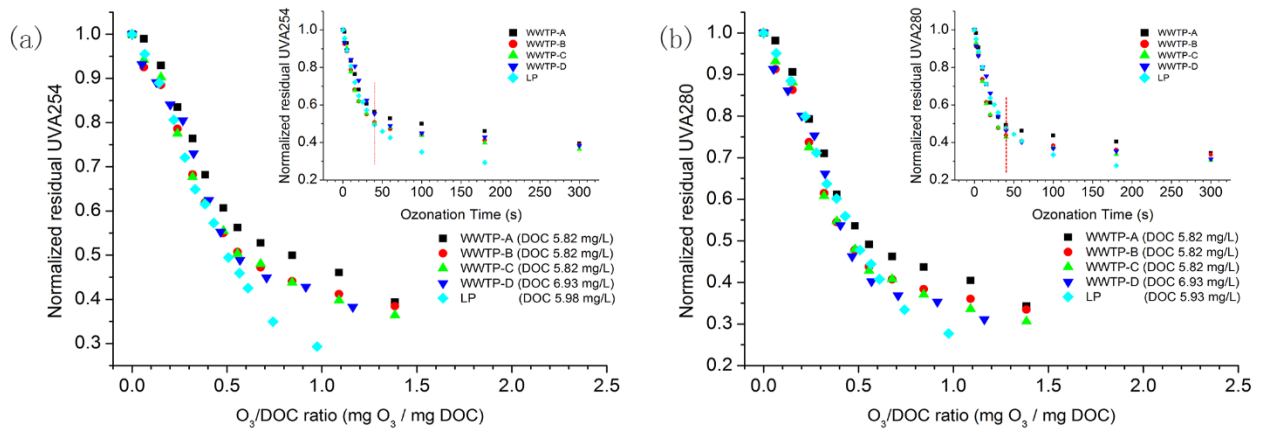 (a)
Normalized residual UVA254
1.0
0.9
0.8
0.7
0.6
0.5
0.4
0.3
0.0 0.5 1.0 1.5 2.0 2.5
O₃/DOC ratio (mg O₃ / mg DOC)
WWTP-A (DOC 5.82 mg/L)
WWTP-B (DOC 5.82 mg/L)
WWTP-C (DOC 5.82 mg/L)
WWTP-D (DOC 6.93 mg/L)
LP (DOC 5.98 mg/L)
Normalized residual UVA254
1.0
0.8
0.6
0.4
0.2
0 50 100 150 200 250 300
Ozonation Time (s)
WWTP-A
WWTP-B
WWTP-C
WWTP-D
LP
(b)
Normalized residual UVA280
1.0
0.9
0.8
0.7
0.6
0.5
0.4
0.3
0.2
0.0 0.5 1.0 1.5 2.0 2.5
O₃/DOC ratio (mg O₃ / mg DOC)
WWTP-A (DOC 5.82 mg/L)
WWTP-B (DOC 5.82 mg/L)
WWTP-C (DOC 5.82 mg/L)
WWTP-D (DOC 6.93 mg/L)
LP (DOC 5.93 mg/L)
Normalized residual UVA280
1.0
0.8
0.6
0.4
0.2
0 50 100 150 200 250 300
Ozonation Time (s)
WWTP-A
WWTP-B
WWTP-C
WWTP-D
LP